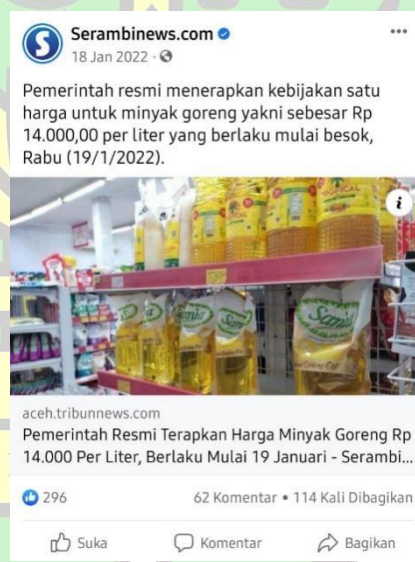 Serambinews.com
18 Jan 2022 ·
Pemerintah resmi menerapkan kebijakan satu
harga untuk minyak goreng yakni sebesar Rp
14.000,00 per liter yang berlaku mulai besok,
Rabu (19/1/2022).
TROPICAL
Sania
Sania
aceh.tribunnews.com
Pemerintah Resmi Terapkan Harga Minyak Goreng Rp
14.000 Per Liter, Berlaku Mulai 19 Januari - Serambi...
296
62 Komentar • 114 Kali Dibagikan
Suka
Komentar
Bagikan